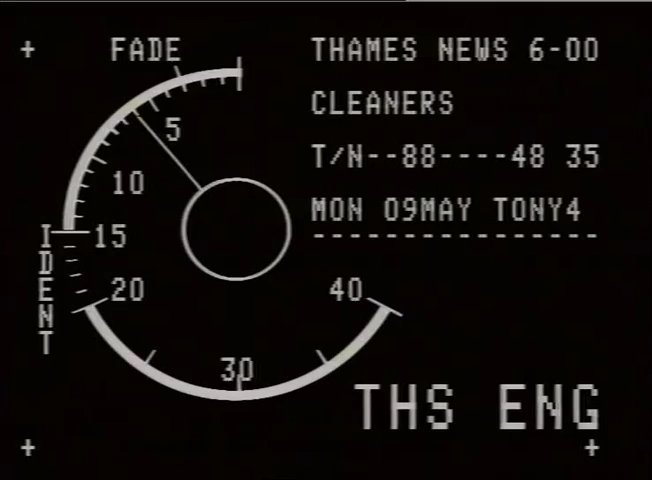 FADE
THAMES NEWS 6-00
CLEANERS
T/N--88----48 35
MON 09MAY TONY4
----------------
5
10
15
20
30
40
IDENT
THS ENG